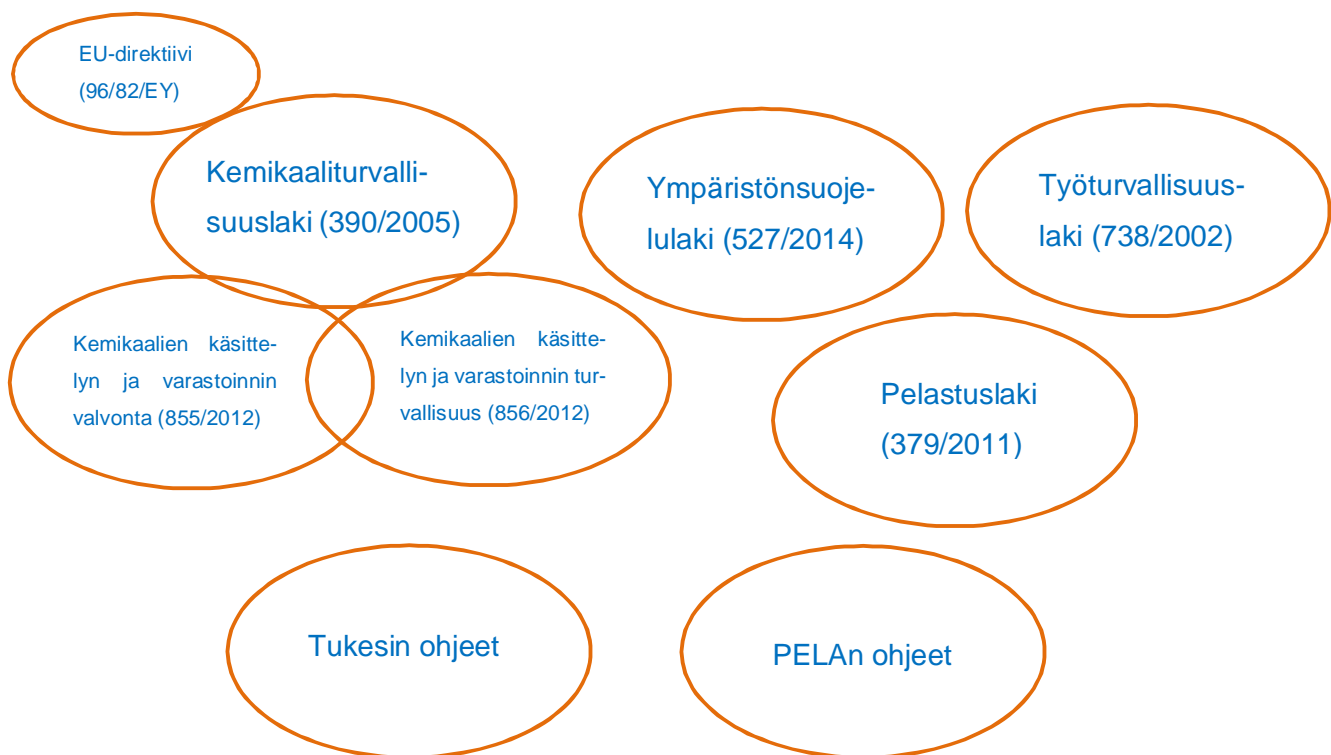 EU-direktiivi
(96/82/EY)
Kemikaaliturvalli-
suuslaki (390/2005)
Ympäristönsuoje-
lulaki (527/2014)
Työturvallisuus-
laki (738/2002)
Kemikaalien käsitte-
lyn ja varastoinnin
valvonta (855/2012)
Kemikaalien käsitte-
lyn ja varastoinnin tur-
vallisuus (856/2012)
Pelastuslaki
(379/2011)
Tukesin ohjeet
PELAn ohjeet